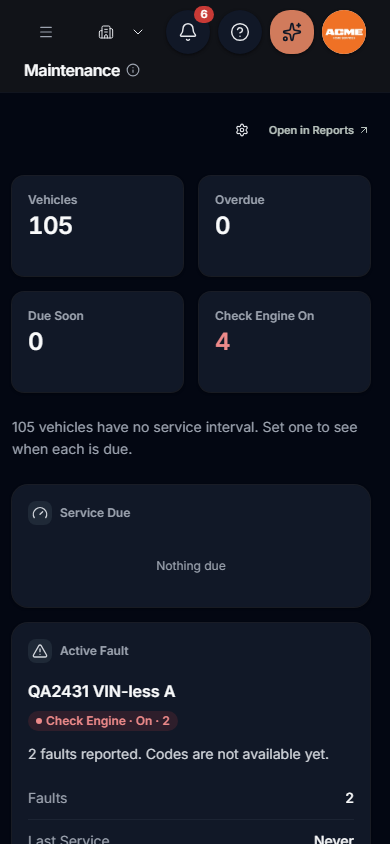 6
ACME
Maintenance
Open in Reports
Vehicles
105
Overdue
0
Due Soon
0
Check Engine On
4
105 vehicles have no service interval. Set one to see
when each is due.
Service Due
Nothing due
Active Fault
QA2431 VIN-less A
Check Engine · On · 2
2 faults reported. Codes are not available yet.
Faults
2
Last Service
Never